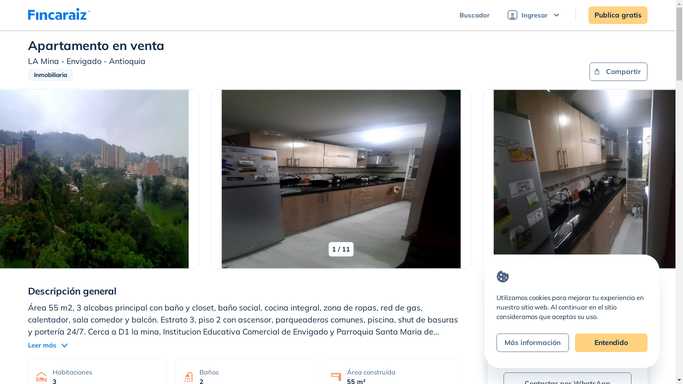 Fincaraiz
Buscador
Ingresar
Publica gratis
Apartamento en venta
LA Mina - Envigado - Antioquia
Inmobiliaria
Compartir
1 / 11
Descripción general
Área 55 m2, 3 alcobas principal con baño y closet, baño social, cocina integral, zona de ropas, red de gas,
calentador, sala comedor y balcón. Estrato 3, piso 2 con ascensor, parqueaderos comunes, piscina, shut de basuras
y portería 24/7. Cerca a D1 la mina, Institucion Educativa Comercial de Envigado y Parroquia Santa Maria de...
Leer más
Habitaciones
3
Baños
2
Área construida
55 m²
Utilizamos cookies para mejorar tu experiencia en
nuestro sitio web. Al continuar en el sitio
consideramos que aceptas su uso.
Más información
Entendido
Contactar por WhatsApp